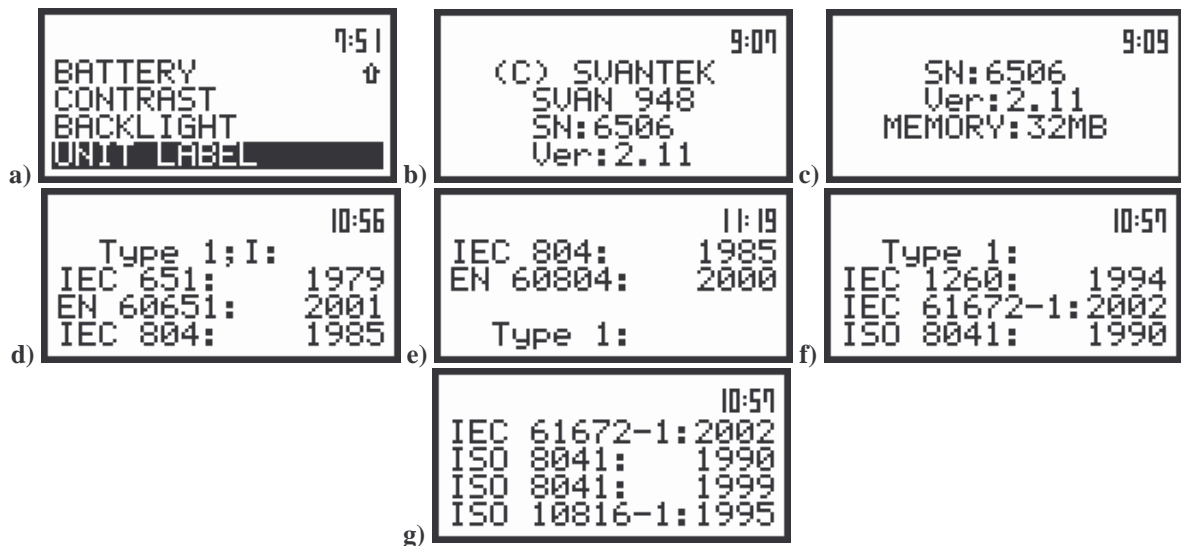 7:51
BATTERY
CONTRAST
BACKLIGHT
UNIT LABEL
a)
9:07
(C) SVANTEK
SVAN 948
SN:6506
Ver:2.11
b)
9:09
SN:6506
Ver:2.11
MEMORY:32MB
c)
10:56
Type 1;I:
IEC 651: 1979
EN 60651: 2001
IEC 804: 1985
d)
11:19
IEC 804: 1985
EN 60804: 2000
Type 1:
e)
10:57
Type 1:
IEC 1260: 1994
IEC 61672-1:2002
ISO 8041: 1990
f)
10:57
IEC 61672-1:2002
ISO 8041: 1990
ISO 8041: 1999
ISO 10816-1:1995
g)